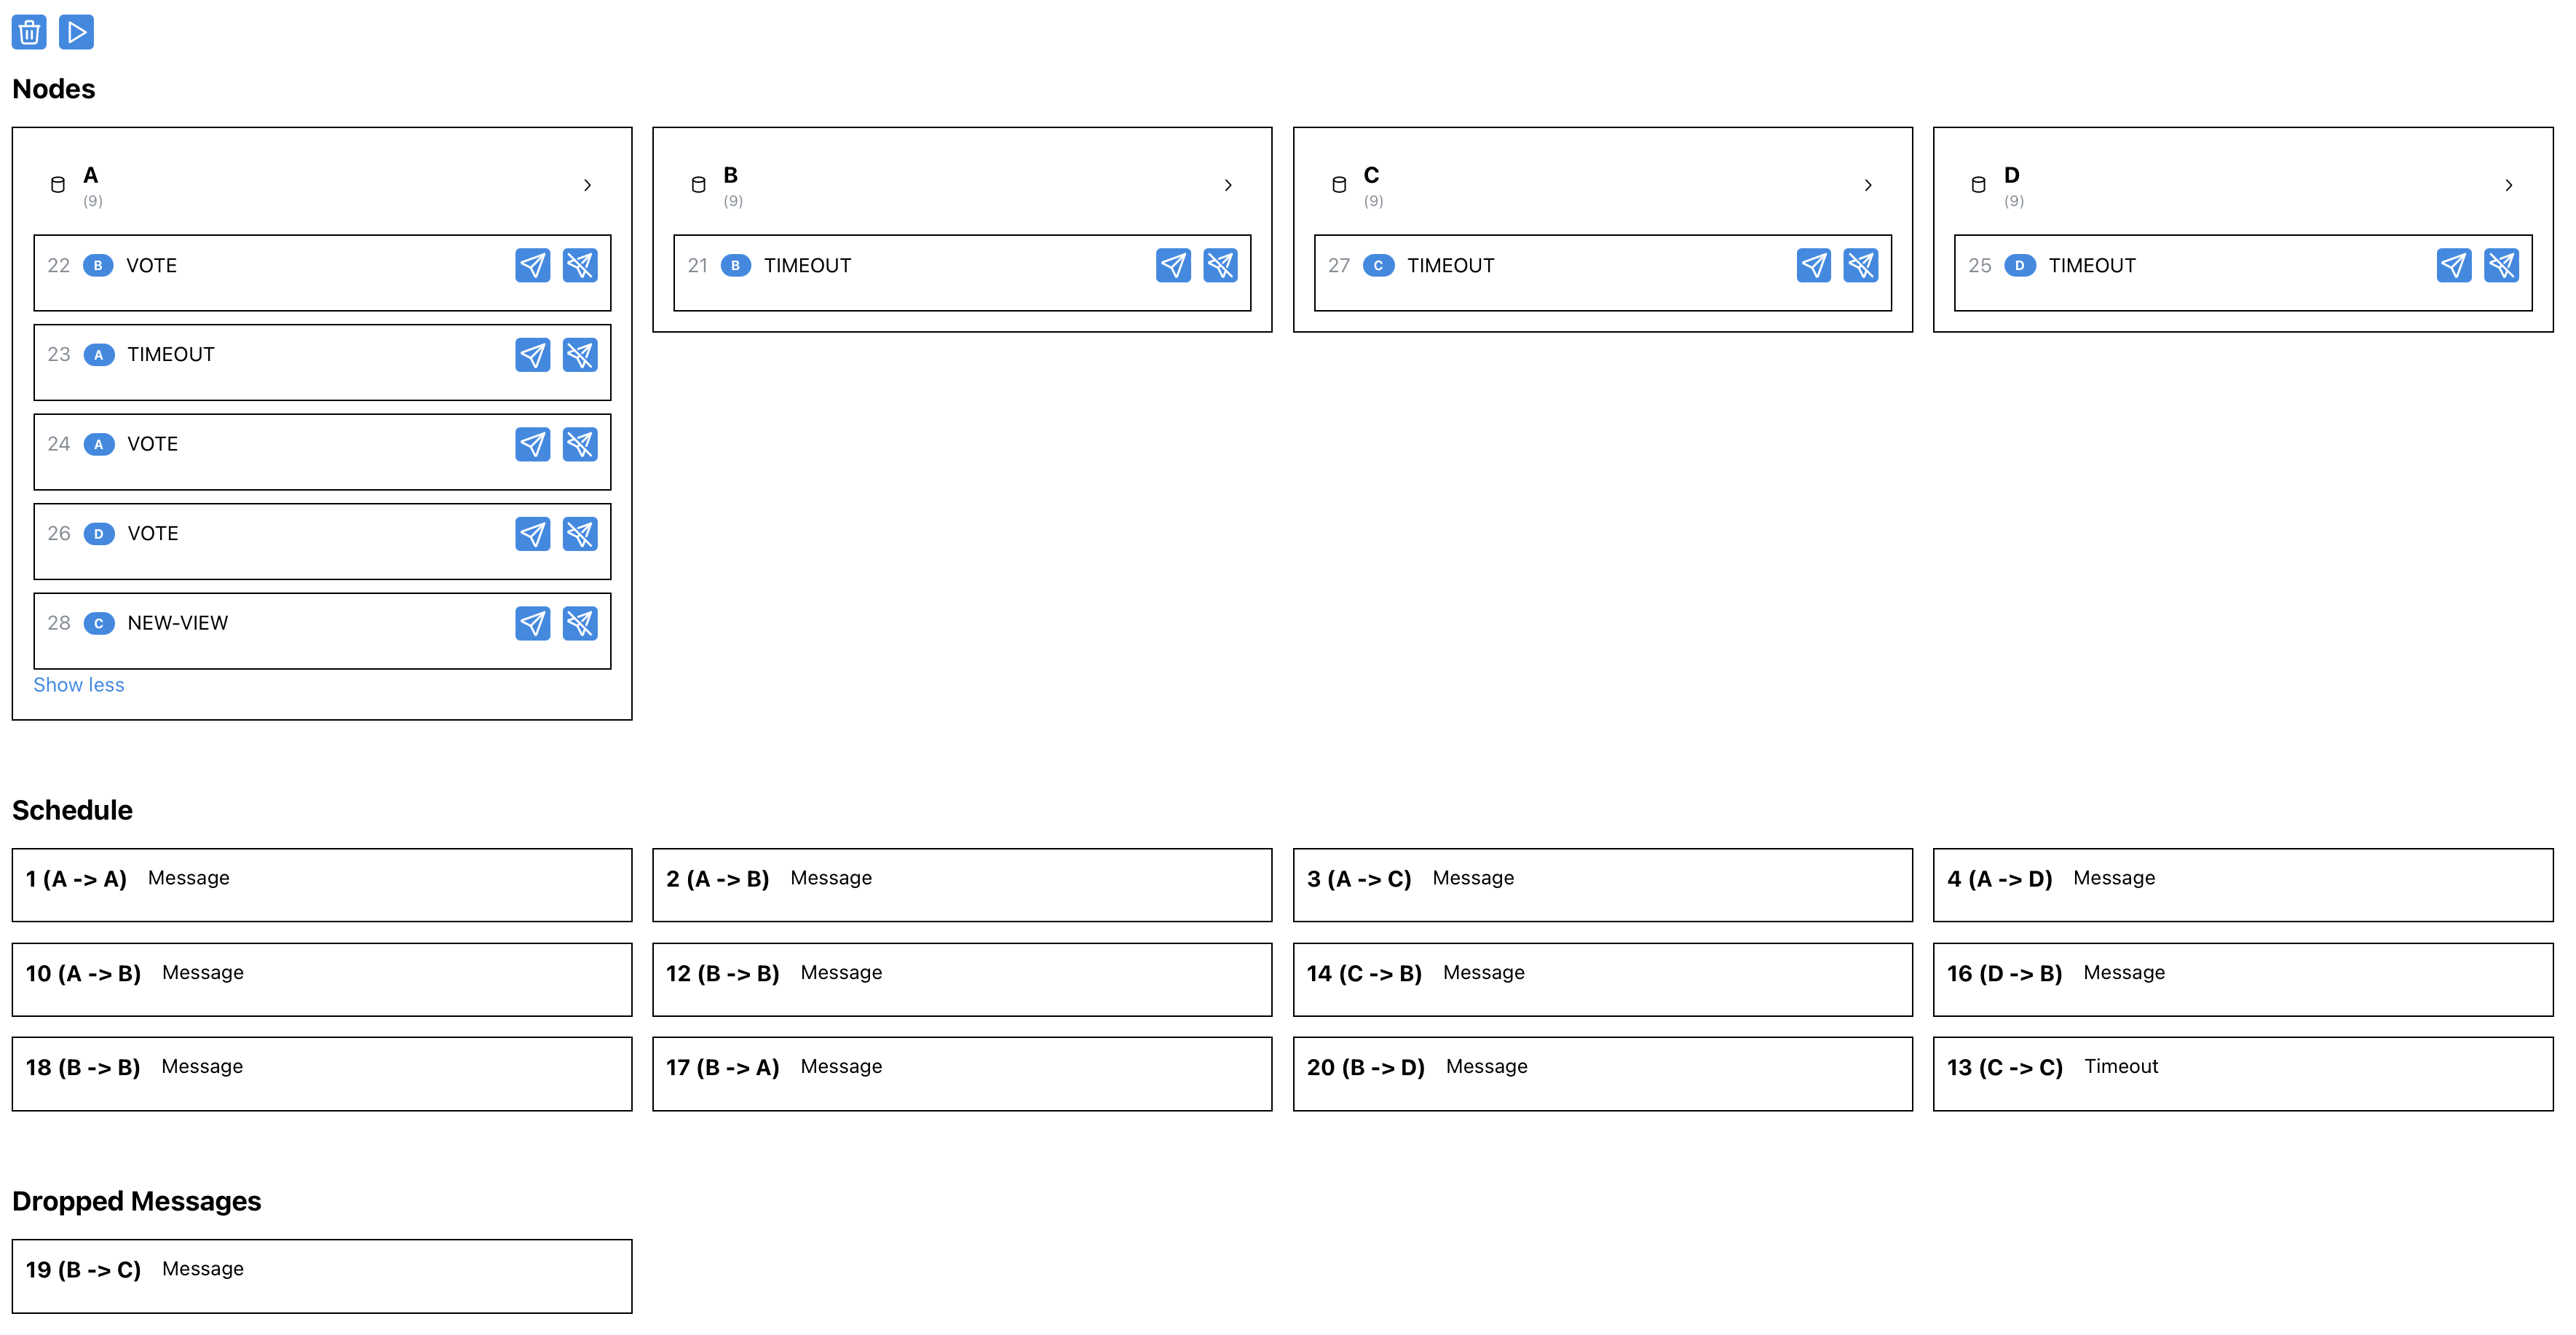 Nodes
A
(9)
22 B VOTE
23 A TIMEOUT
24 A VOTE
26 D VOTE
28 C NEW-VIEW
Show less
B
(9)
21 B TIMEOUT
C
(9)
27 C TIMEOUT
D
(9)
25 D TIMEOUT
Schedule
1 (A -> A) Message
2 (A -> B) Message
3 (A -> C) Message
4 (A -> D) Message
10 (A -> B) Message
12 (B -> B) Message
14 (C -> B) Message
16 (D -> B) Message
18 (B -> B) Message
17 (B -> A) Message
20 (B -> D) Message
13 (C -> C) Timeout
Dropped Messages
19 (B -> C) Message